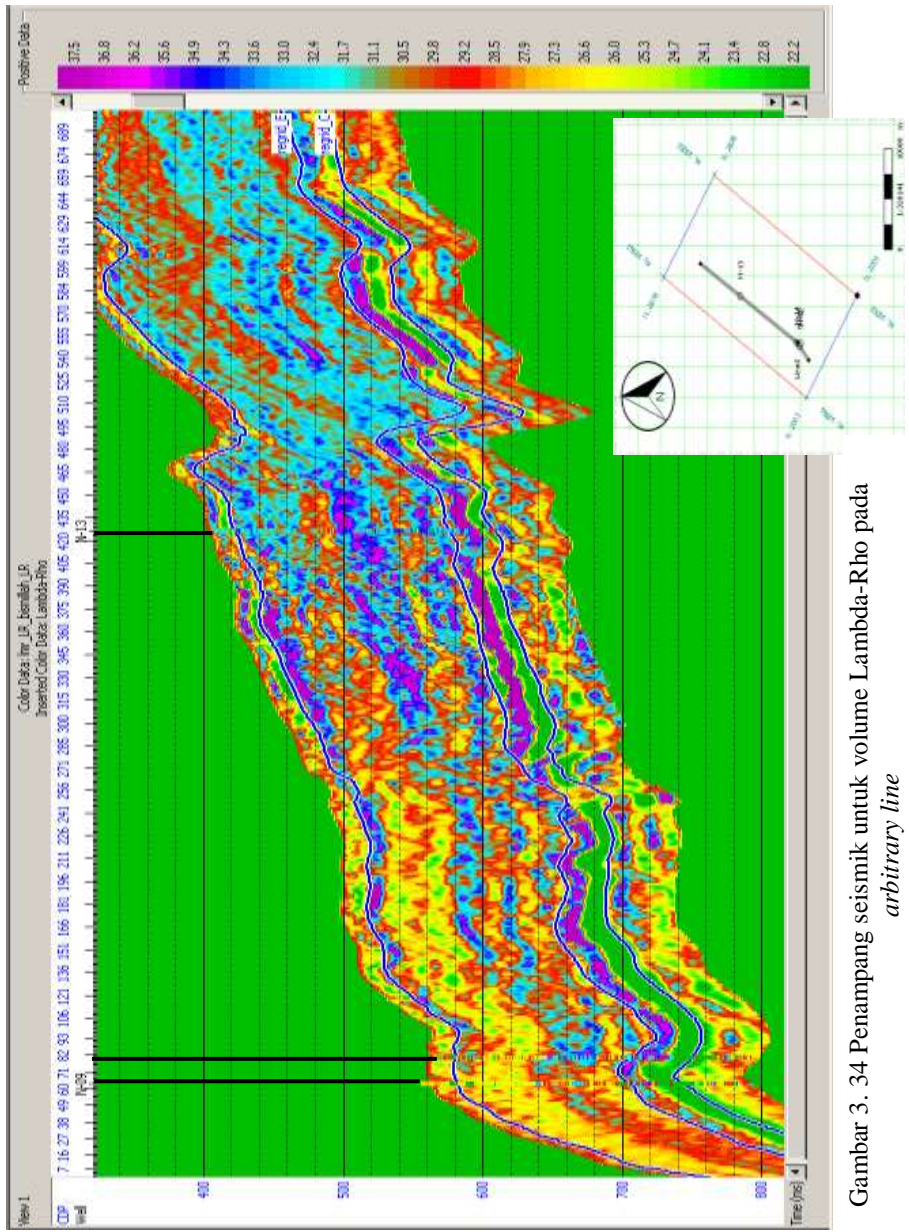 View 1
Color Data: Inv_LR_bismillah_LR
Inserted Color Data: Lambda-Rho
Positive Data
CDP 7 16 27 38 49 60 71 82 93 106 121 136 151 166 181 196 211 226 241 256 271 285 300 315 330 345 360 375 390 405 420 435 450 465 480 495 510 525 540 555 570 584 599 614 629 644 659 674 689
well N-09 N-13
400
500
600
700
800
Time (ms)
regrid_E
regrid_C
37.5
36.8
36.2
35.6
34.9
34.3
33.6
33.0
32.4
31.7
31.1
30.5
29.8
29.2
28.5
27.9
27.3
26.6
26.0
25.3
24.7
24.1
23.4
22.8
22.2
N
Gambar 3. 34 Penampang seismik untuk volume Lambda-Rho pada
arbitrary line